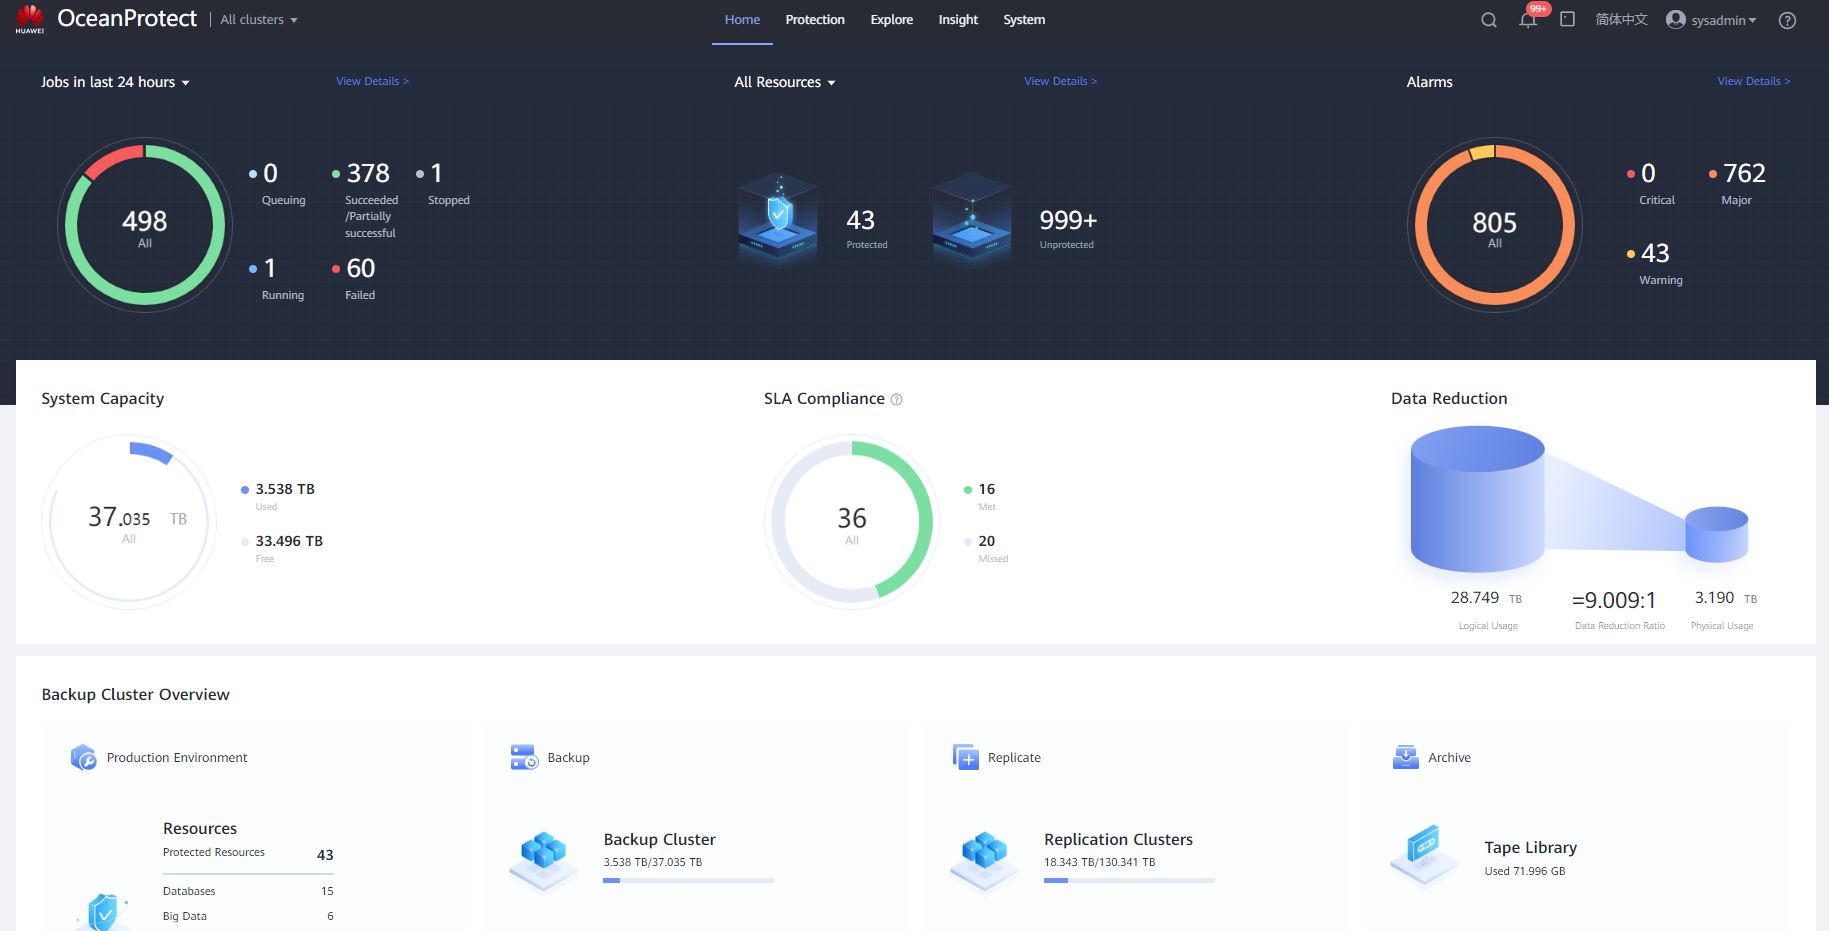 HUAWEI
OceanProtect
All clusters
Home
Protection
Explore
Insight
System
99+
简体中文
sysadmin
?
Jobs in last 24 hours
View Details >
498
All
0
Queuing
378
Succeeded
/Partially
successful
1
Stopped
1
Running
60
Failed
All Resources
View Details >
43
Protected
999+
Unprotected
Alarms
View Details >
805
All
0
Critical
762
Major
43
Warning
System Capacity
37.035 TB
All
3.538 TB
Used
33.496 TB
Free
SLA Compliance ?
36
All
16
Met
20
Missed
Data Reduction
28.749 TB
Logical Usage
=9.009:1
Data Reduction Ratio
3.190 TB
Physical Usage
Backup Cluster Overview
Production Environment
Resources
Protected Resources 43
Databases 15
Big Data 6
Backup
Backup Cluster
3.538 TB/37.035 TB
Replicate
Replication Clusters
18.343 TB/130.341 TB
Archive
Tape Library
Used 71.996 GB